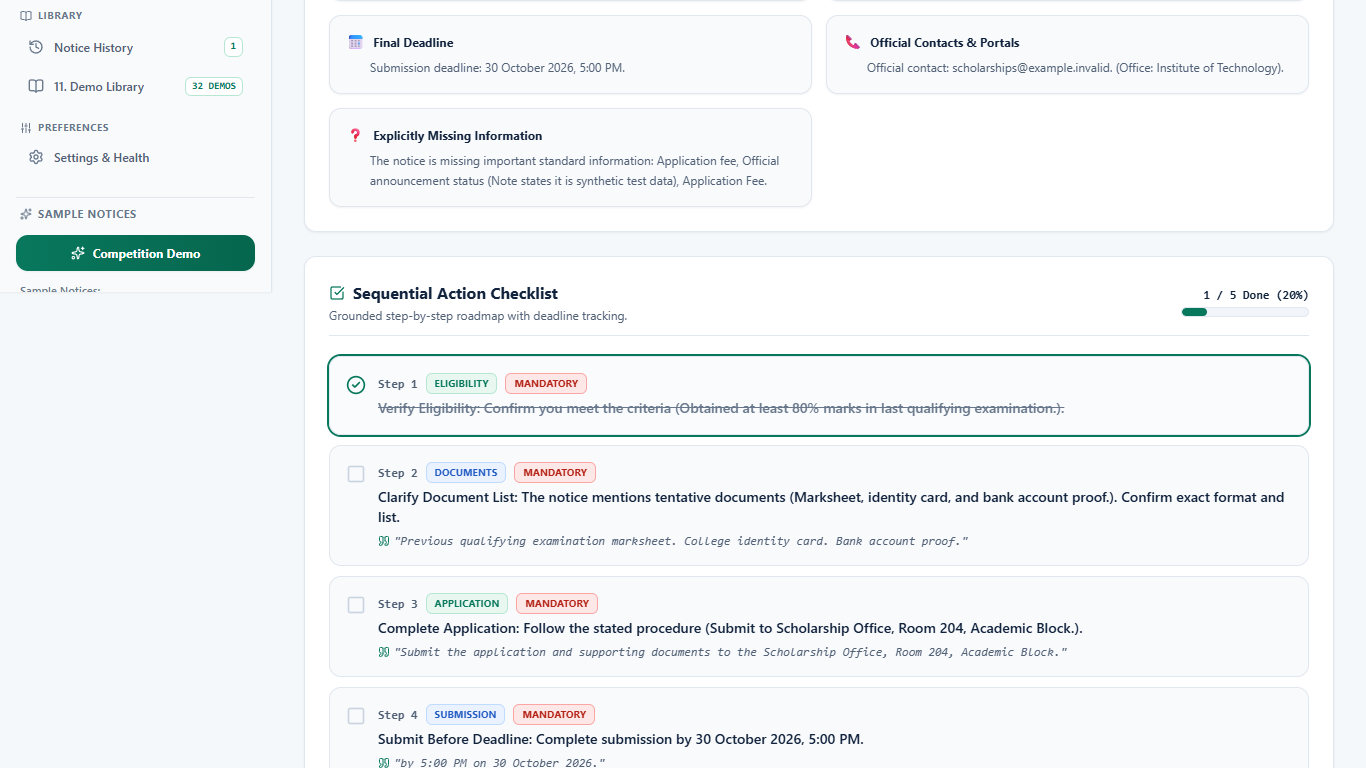 LIBRARY
Notice History
1
11. Demo Library
32 DEMOS
PREFERENCES
Settings & Health
SAMPLE NOTICES
Competition Demo
Sample Notices:
Final Deadline
Submission deadline: 30 October 2026, 5:00 PM.
Official Contacts & Portals
Official contact: scholarships@example.invalid. (Office: Institute of Technology).
Explicitly Missing Information
The notice is missing important standard information: Application fee, Official
announcement status (Note states it is synthetic test data), Application Fee.
Sequential Action Checklist
Grounded step-by-step roadmap with deadline tracking.
1 / 5 Done (20%)
Step 1 ELIGIBILITY MANDATORY
Verify Eligibility: Confirm you meet the criteria (Obtained at least 80% marks in last qualifying examination.).
Step 2 DOCUMENTS MANDATORY
Clarify Document List: The notice mentions tentative documents (Marksheet, identity card, and bank account proof.). Confirm exact format and
list.
"Previous qualifying examination marksheet. College identity card. Bank account proof."
Step 3 APPLICATION MANDATORY
Complete Application: Follow the stated procedure (Submit to Scholarship Office, Room 204, Academic Block.).
"Submit the application and supporting documents to the Scholarship Office, Room 204, Academic Block."
Step 4 SUBMISSION MANDATORY
Submit Before Deadline: Complete submission by 30 October 2026, 5:00 PM.
"by 5:00 PM on 30 October 2026."